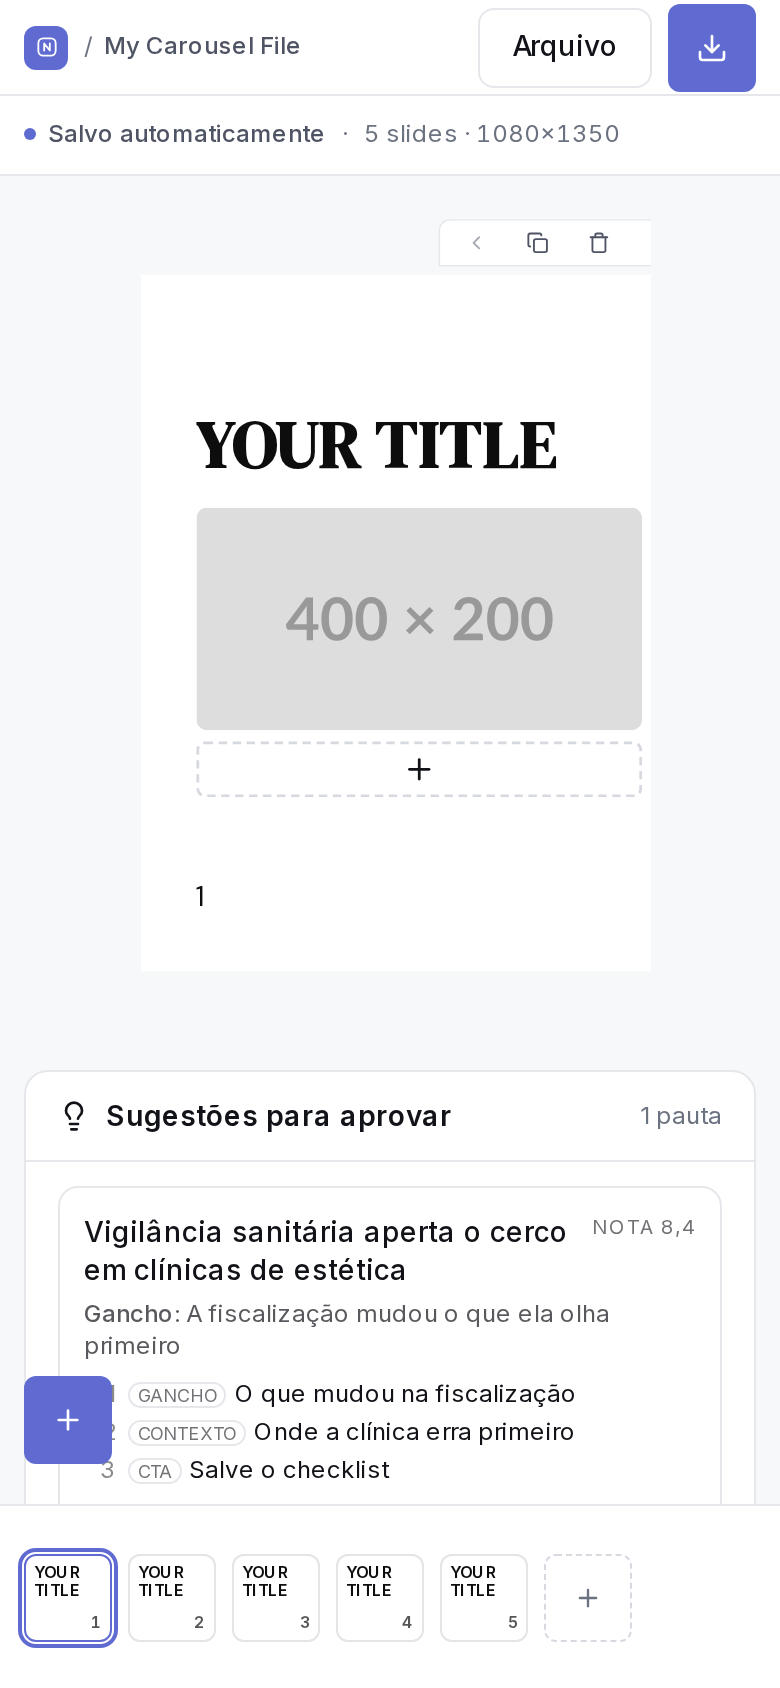 N / My Carousel File
Arquivo
Salvo automaticamente · 5 slides · 1080×1350
YOUR TITLE
400 × 200
1
Sugestões para aprovar
1 pauta
Vigilância sanitária aperta o cerco
em clínicas de estética
NOTA 8,4
Gancho: A fiscalização mudou o que ela olha
primeiro
1 GANCHO O que mudou na fiscalização
2 CONTEXTO Onde a clínica erra primeiro
3 CTA Salve o checklist
YOUR
TITLE
1
YOUR
TITLE
2
YOUR
TITLE
3
YOUR
TITLE
4
YOUR
TITLE
5